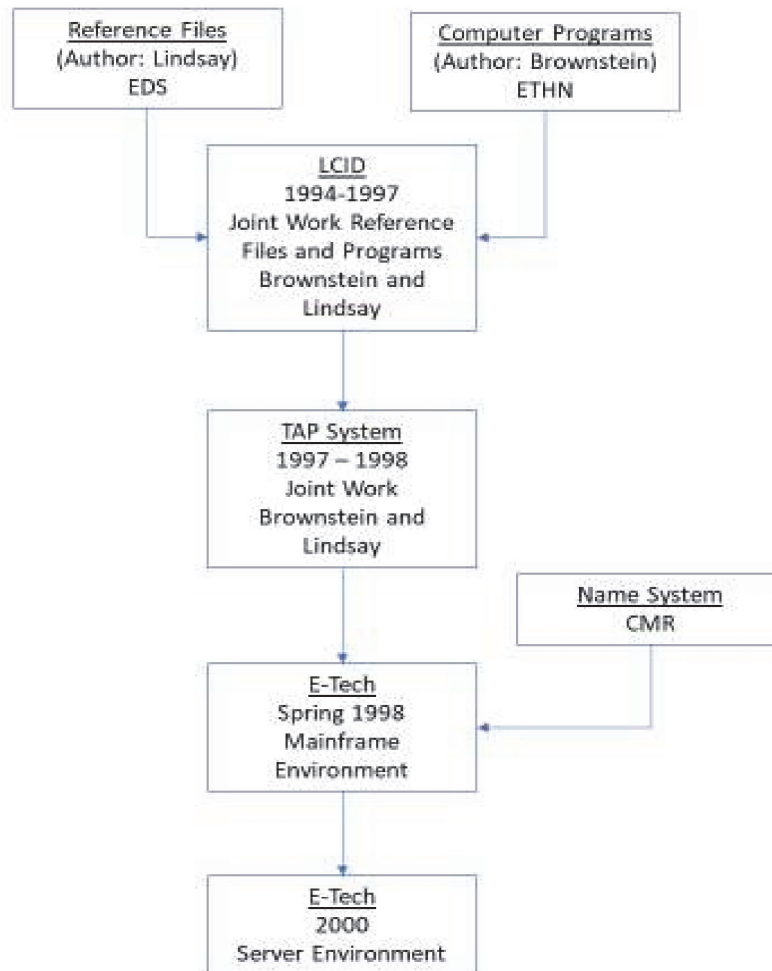 Reference Files
(Author: Lindsay)
EDS
Computer Programs
(Author: Brownstein)
ETHN
LCID
1994-1997
Joint Work Reference
Files and Programs
Brownstein and
Lindsay
TAP System
1997 – 1998
Joint Work
Brownstein and
Lindsay
Name System
CMR
E-Tech
Spring 1998
Mainframe
Environment
E-Tech
2000
Server Environment